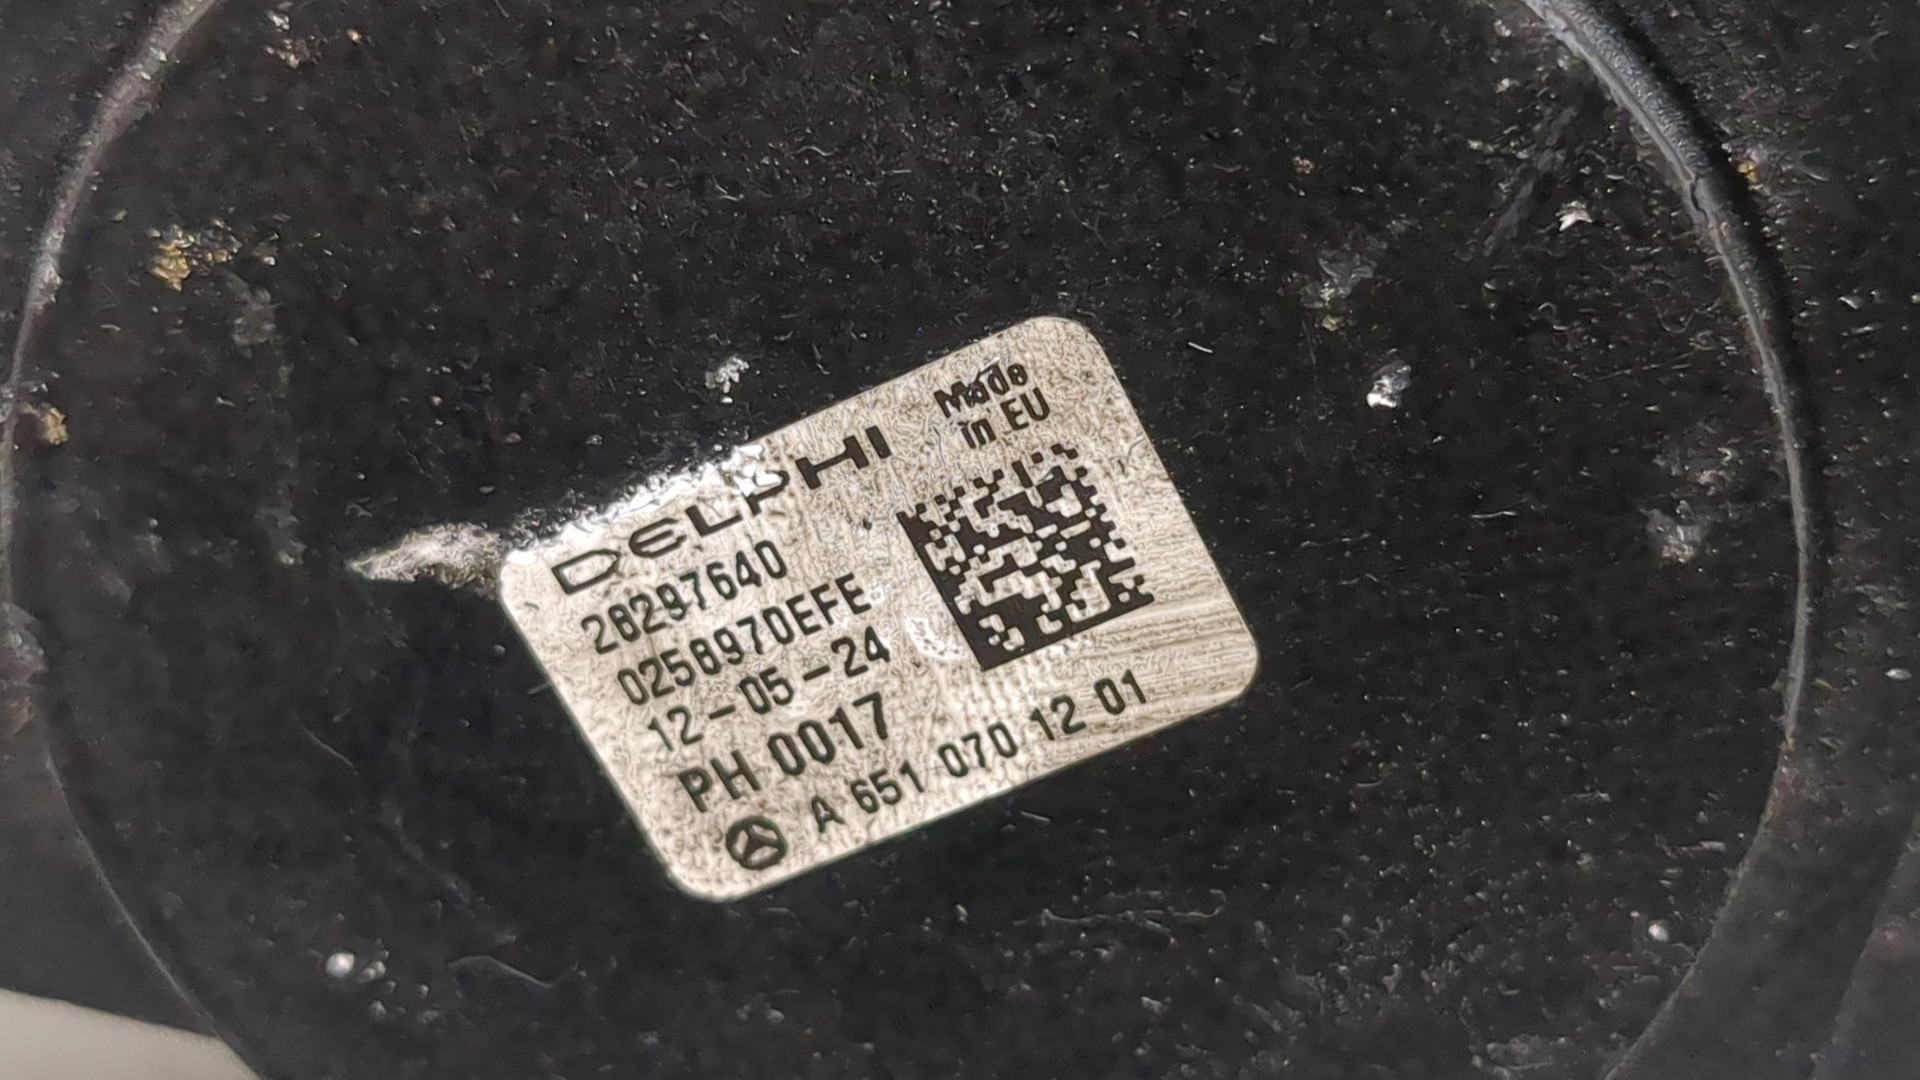 DELPHI
Made
in EU
28297640
0258970EFE
12-05-24
PH 0017
A 651 070 12 01